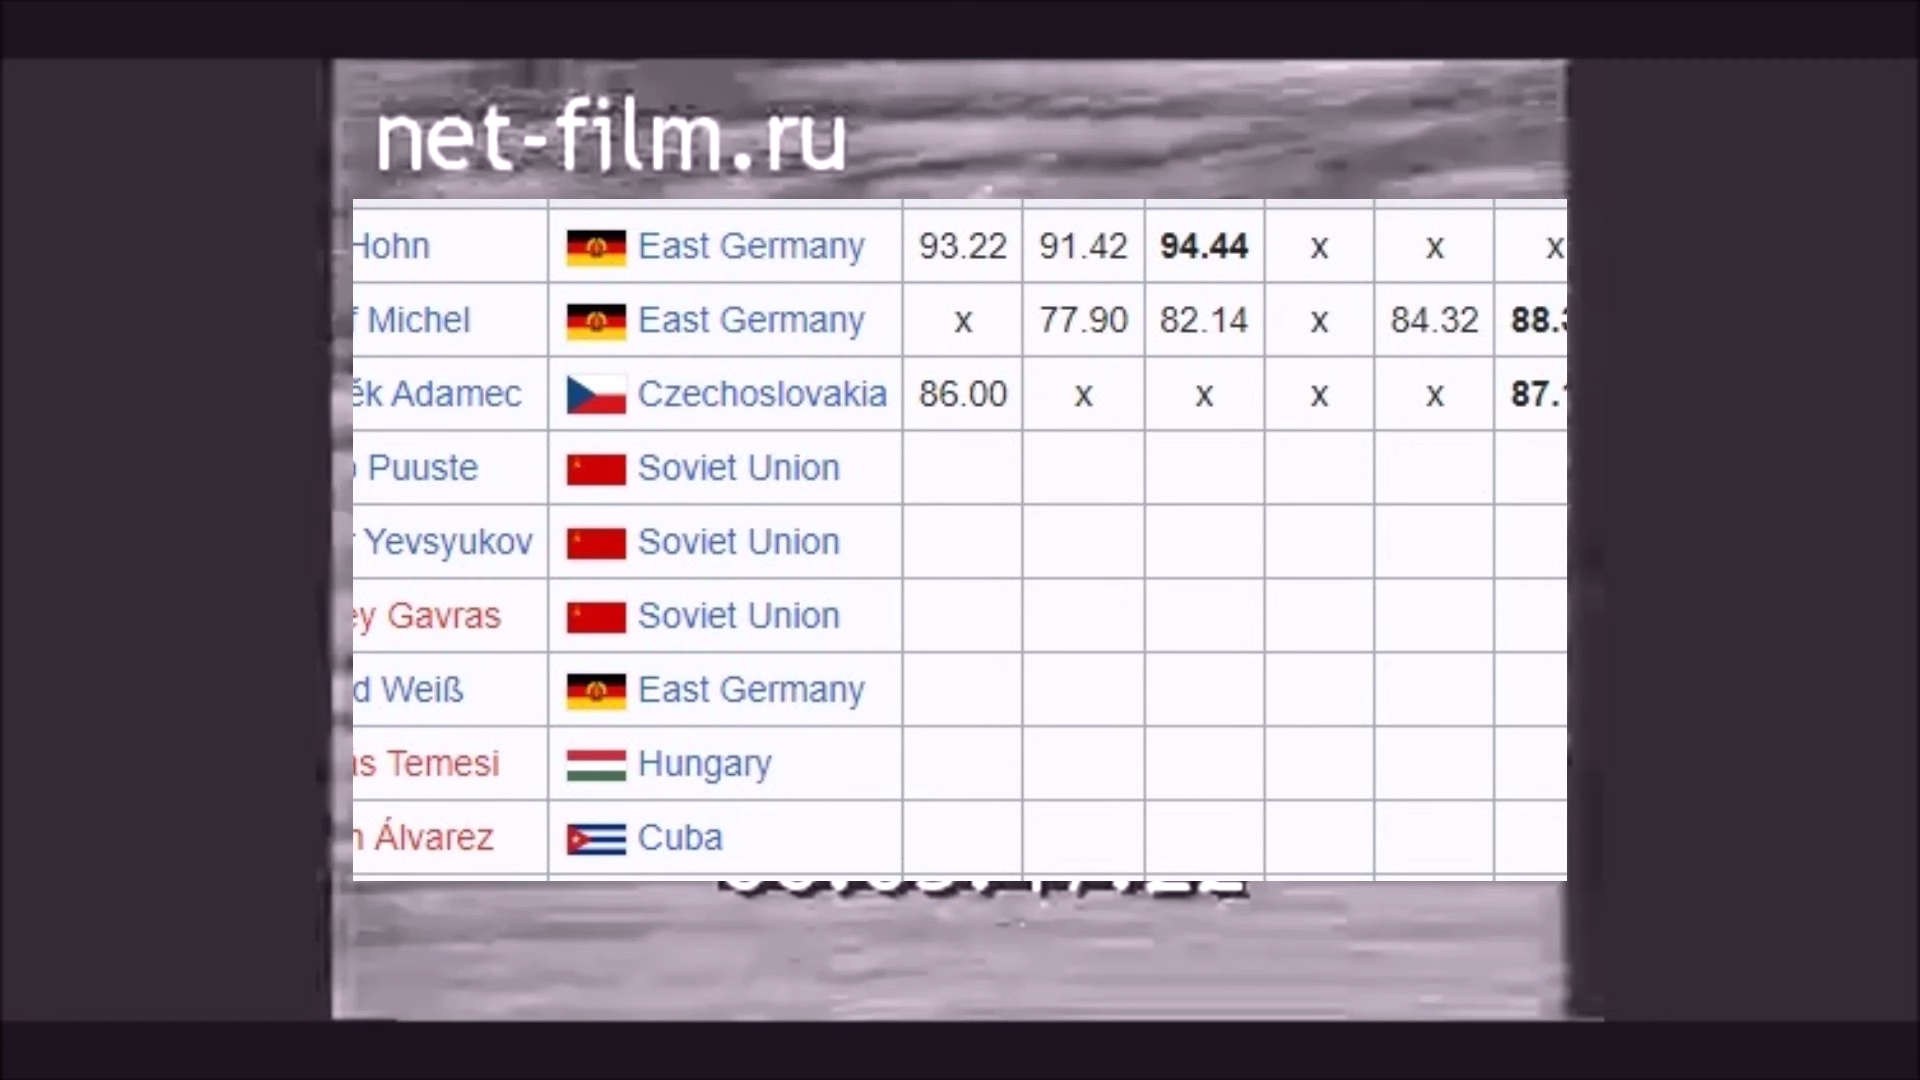 net-film.ru
Hohn East Germany 93.22 91.42 94.44 x x x
Michel East Germany x 77.90 82.14 x 84.32 88.
Adamec Czechoslovakia 86.00 x x x x 87.
Puuste Soviet Union
Yevsyukov Soviet Union
Gavras Soviet Union
Weiß East Germany
Temesi Hungary
Álvarez Cuba